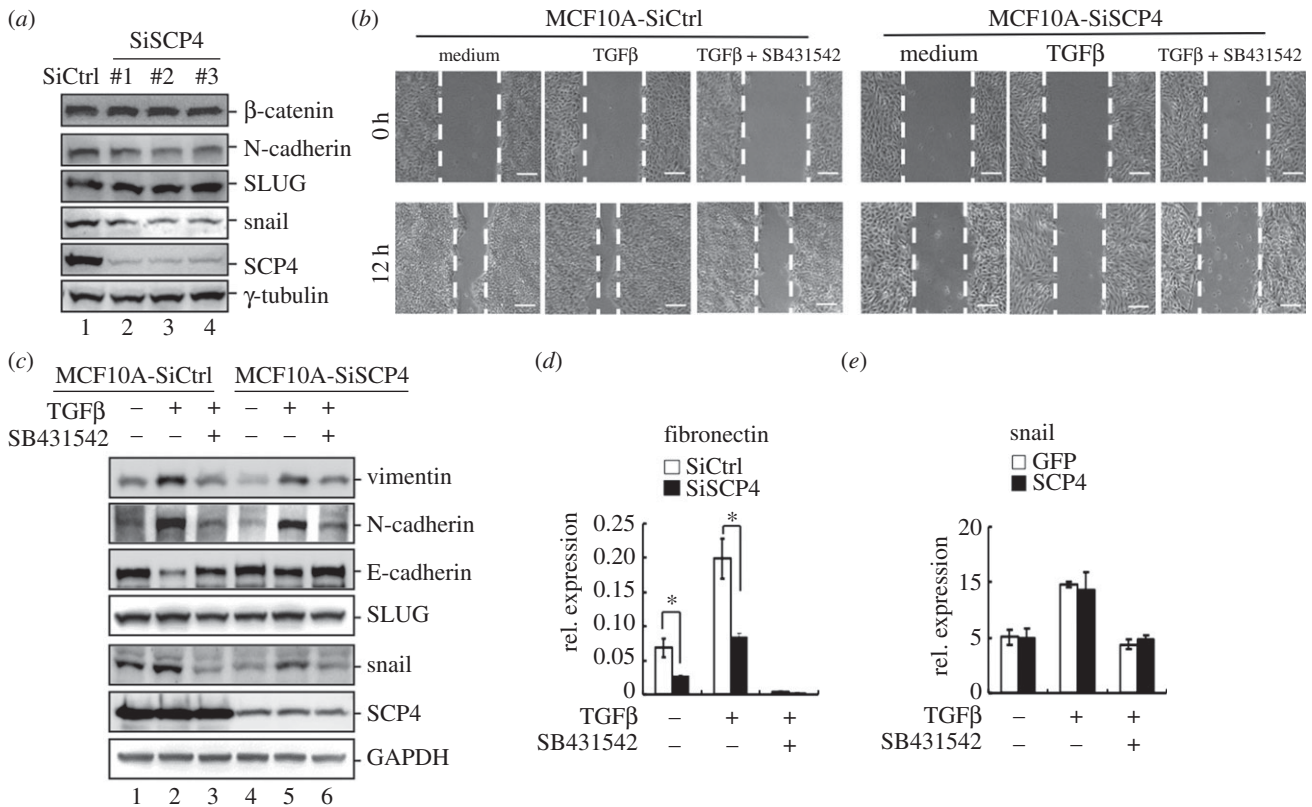 (a)
SiSCP4
SiCtrl #1 #2 #3
β-catenin
N-cadherin
SLUG
snail
SCP4
γ-tubulin
1 2 3 4
(b)
MCF10A-SiCtrl MCF10A-SiSCP4
medium TGFβ TGFβ + SB431542 medium TGFβ TGFβ + SB431542
0 h
12 h
(c)
MCF10A-SiCtrl MCF10A-SiSCP4
TGFβ – + + – + +
SB431542 – – + – – +
vimentin
N-cadherin
E-cadherin
SLUG
snail
SCP4
GAPDH
1 2 3 4 5 6
(d)
fibronectin
SiCtrl
SiSCP4
rel. expression
0.25
0.20
0.15
0.10
0.05
0
* *
TGFβ – + +
SB431542 +
(e)
snail
GFP
SCP4
rel. expression
20
15
5
0
TGFβ – + +
SB431542 +